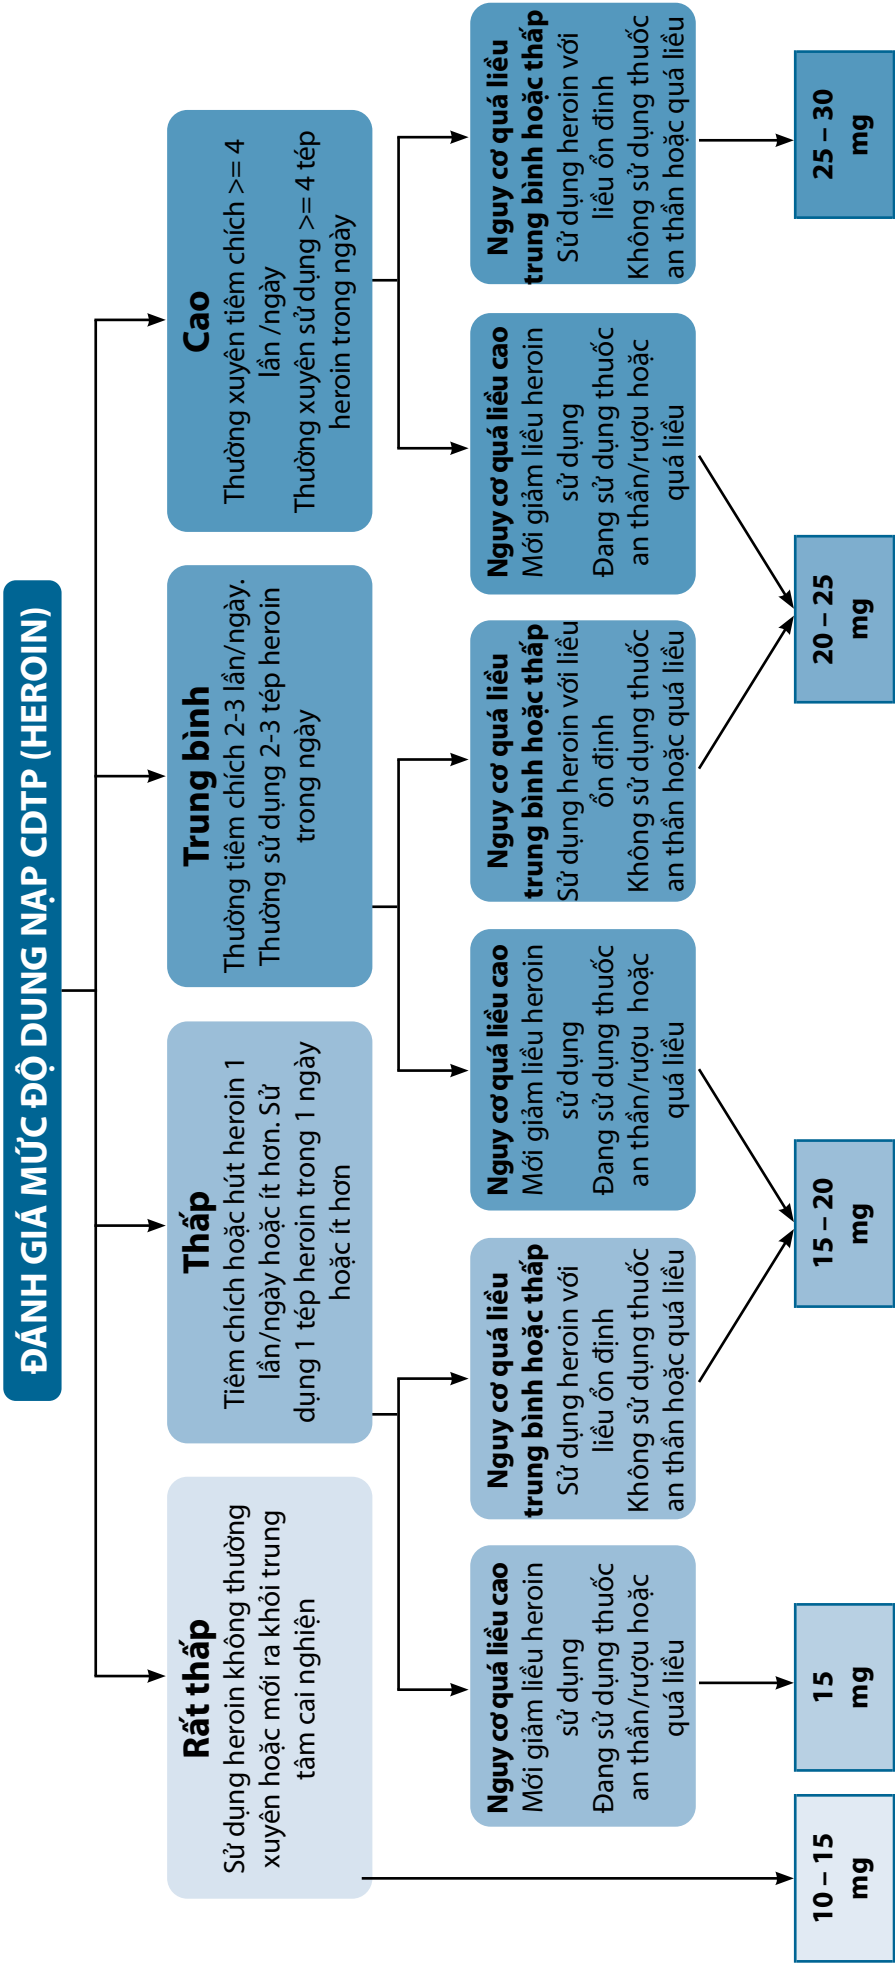 ĐÁNH GIÁ MỨC ĐỘ DUNG NẠP CDTP (HEROIN)
Rất thấp
Sử dụng heroin không thường
xuyên hoặc mới ra khỏi trung
tâm cai nghiện
Thấp
Tiêm chích hoặc hút heroin 1
lần/ngày hoặc ít hơn. Sử
dụng 1 tép heroin trong 1 ngày
hoặc ít hơn
Trung bình
Thường tiêm chích 2-3 lần/ngày.
Thường sử dụng 2-3 tép heroin
trong ngày
Cao
Thường xuyên tiêm chích >= 4
lần /ngày
Thường xuyên sử dụng >= 4 tép
heroin trong ngày
Nguy cơ quá liều cao
Mới giảm liều heroin
sử dụng
Đang sử dụng thuốc
an thần/rượu hoặc
quá liều
Nguy cơ quá liều
trung bình hoặc thấp
Sử dụng heroin với
liều ổn định
Không sử dụng thuốc
an thần hoặc quá liều
Nguy cơ quá liều cao
Mới giảm liều heroin
sử dụng
Đang sử dụng thuốc
an thần/rượu hoặc
quá liều
Nguy cơ quá liều
trung bình hoặc thấp
Sử dụng heroin với liều
ổn định
Không sử dụng thuốc
an thần hoặc quá liều
Nguy cơ quá liều cao
Mới giảm liều heroin
sử dụng
Đang sử dụng thuốc
an thần/rượu hoặc
quá liều
Nguy cơ quá liều
trung bình hoặc thấp
Sử dụng heroin với
liều ổn định
Không sử dụng thuốc
an thần hoặc quá liều
10 – 15
mg
15
mg
15 – 20
mg
20 – 25
mg
25 – 30
mg